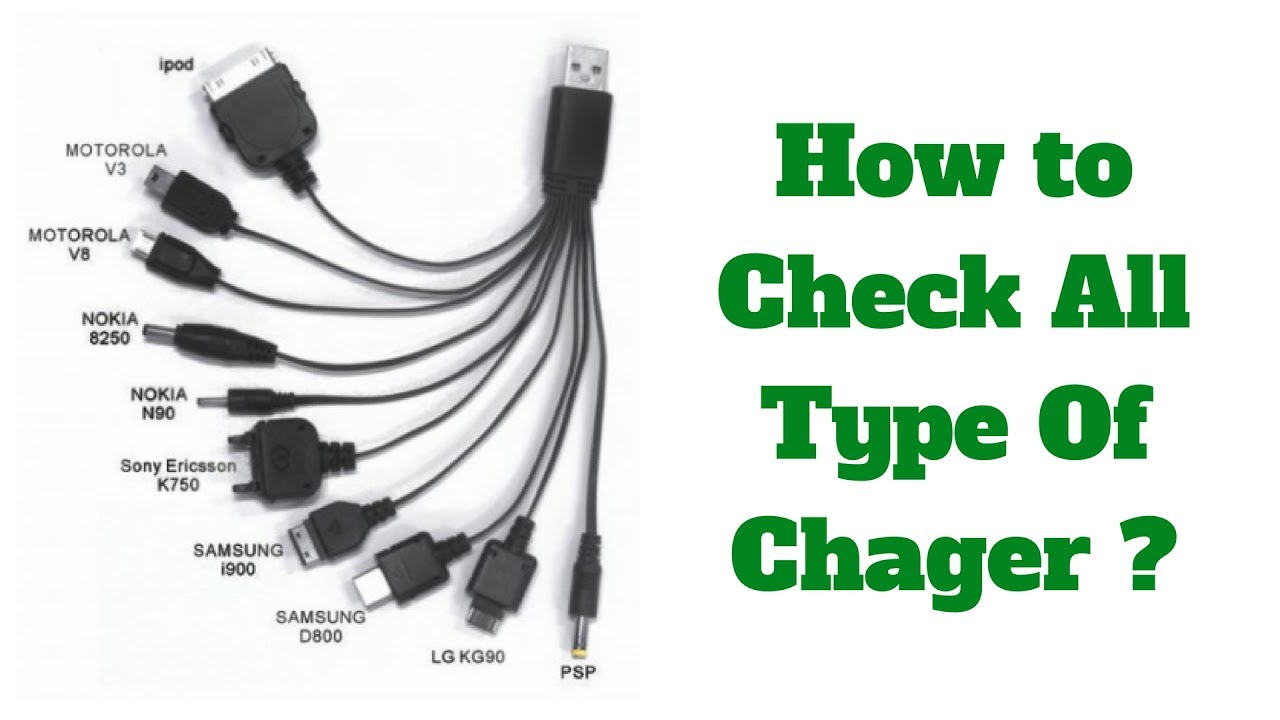 ipod
MOTOROLA
V3
MOTOROLA
V8
NOKIA
8250
NOKIA
N90
Sony Ericsson
K750
SAMSUNG
i900
SAMSUNG
D800
LG KG90
PSP
How to
Check All
Type Of
Chager ?